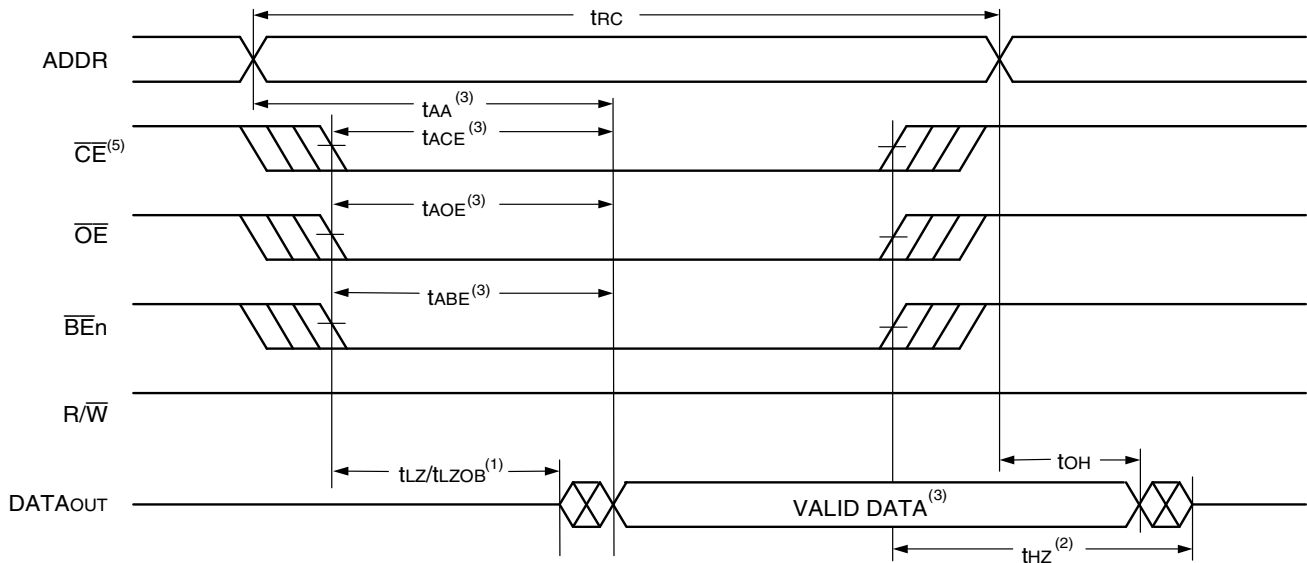 tRC
ADDR
tAA(3)
CE(5)
tACE(3)
OE
tAOE(3)
BEn
tABE(3)
R/W
tLZ/tLZOB(1)
tOH
DATAOUT
VALID DATA(3)
tHZ(2)